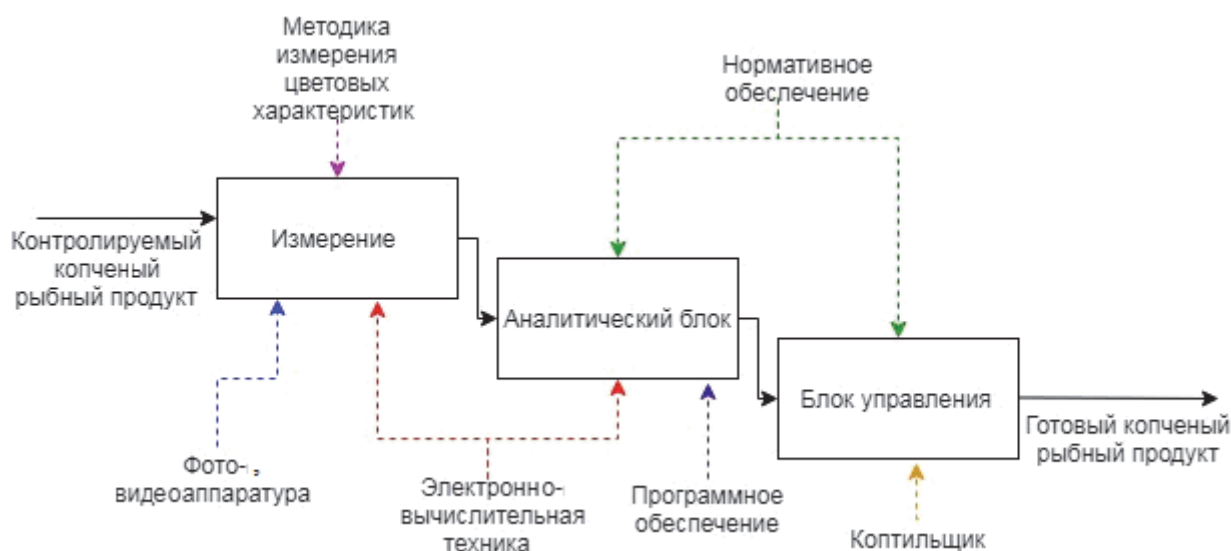 Методика
измерения
цветовых
характеристик
Нормативное
обеслечение
Измерение
Контролируемый
копченый
рыбный продукт
Аналитический блок
Блок управления
Готовый копченый
рыбный продукт
Фото-,
видеоаппаратура
Электронно-
вычислительная
техника
Программное
обеспечение
Коптильщик